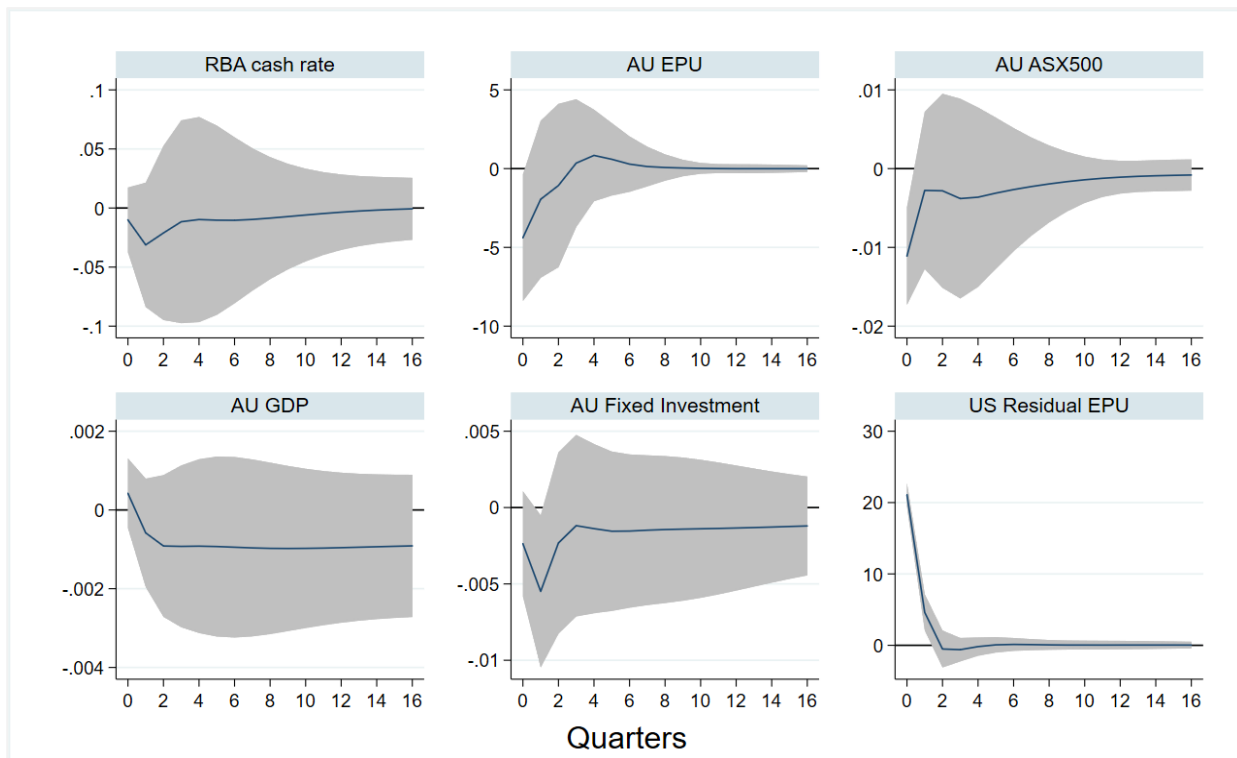 RBA cash rate
.1
.05
0
-.05
-.1
0 2 4 6 8 10 12 14 16
AU EPU
5
0
-5
-10
0 2 4 6 8 10 12 14 16
AU ASX500
.01
0
-.01
-.02
0 2 4 6 8 10 12 14 16
AU GDP
.002
0
-.002
-.004
0 2 4 6 8 10 12 14 16
AU Fixed Investment
.005
0
-.005
-.01
0 2 4 6 8 10 12 14 16
US Residual EPU
30
20
10
0
0 2 4 6 8 10 12 14 16
Quarters